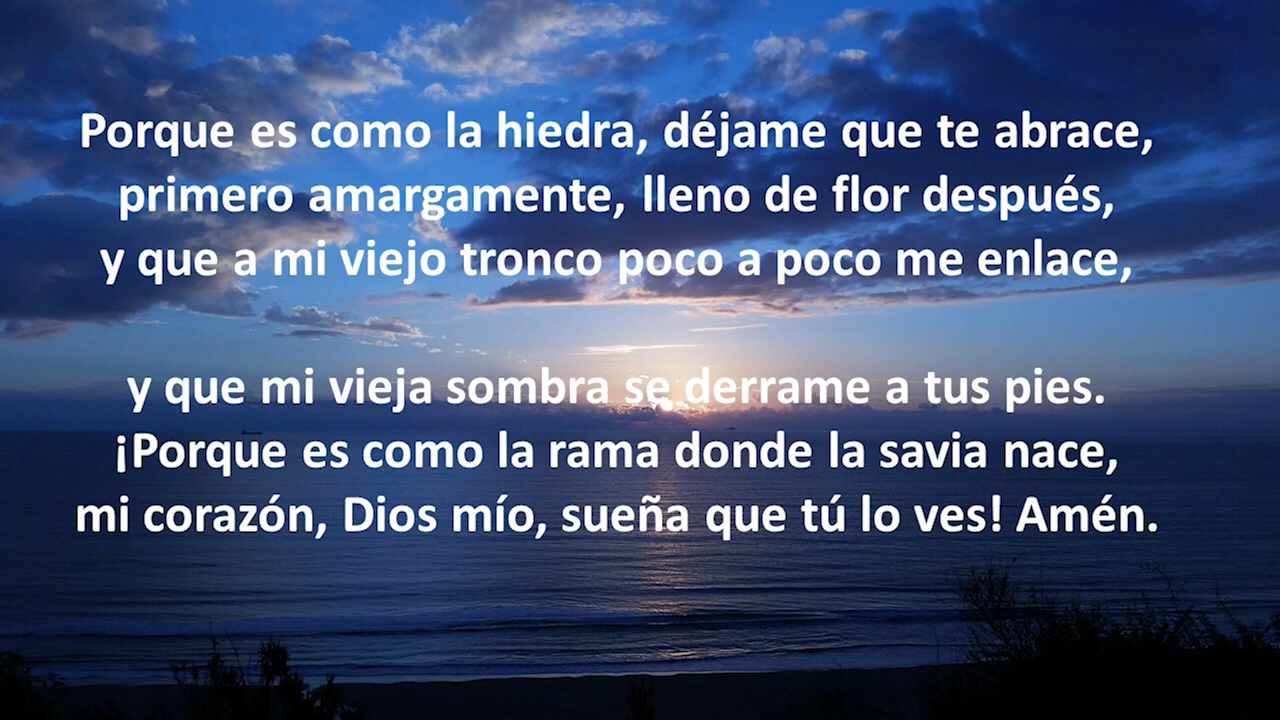 Porque es como la hiedra, déjame que te abrace,
primero amargamente, lleno de flor después,
y que a mi viejo tronco poco a poco me enlace,
y que mi vieja sombra se derrame a tus pies.
¡Porque es como la rama donde la savia nace,
mi corazón, Dios mío, sueña que tú lo ves! Amén.